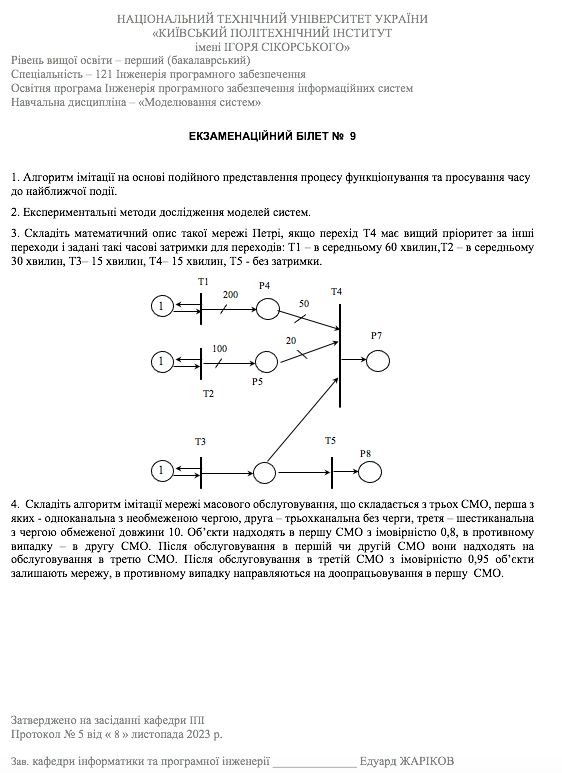 НАЦІОНАЛЬНИЙ ТЕХНІЧНИЙ УНІВЕРСИТЕТ УКРАЇНИ
«КИЇВСЬКИЙ ПОЛІТЕХНІЧНИЙ ІНСТИТУТ
імені ІГОРЯ СІКОРСЬКОГО»
Рівень вищої освіти – перший (бакалаврський)
Спеціальність – 121 Інженерія програмного забезпечення
Освітня програма Інженерія програмного забезпечення інформаційних систем
Навчальна дисципліна – «Моделювання систем»
ЕКЗАМЕНАЦІЙНИЙ БІЛЕТ № 9
1. Алгоритм імітації на основі подійного представлення процесу функціонування та просування часу
до найближчої події.
2. Експериментальні методи дослідження моделей систем.
3. Складіть математичний опис такої мережі Петрі, якщо перехід Т4 має вищий пріоритет за інші
переходи і задані такі часові затримки для переходів: Т1 – в середньому 60 хвилин,Т2 – в середньому
30 хвилин, Т3– 15 хвилин, Т4– 15 хвилин, Т5 - без затримки.
T1
200
P4
50
T4
1
1
100
20
P7
P5
T2
T3
T5
P8
1
4. Складіть алгоритм імітації мережі масового обслуговування, що складається з трьох СМО, перша з
яких - одноканальна з необмеженою чергою, друга – трьохканальна без черги, третя – шестиканальна
з чергою обмеженої довжини 10. Об'єкти надходять в першу СМО з імовірністю 0,8, в противному
випадку – в другу СМО. Після обслуговування в першій чи другій СМО вони надходять на
обслуговування в третю СМО. Після обслуговування в третій СМО з імовірністю 0,95 об'єкти
залишають мережу, в противному випадку направляються на доопрацьовування в першу СМО.
Затверджено на засіданні кафедри ІПІ
Протокол № 5 від « 8 » листопада 2023 р.
Зав. кафедри інформатики та програмної інженерії _______________ Едуард ЖАРІКОВ